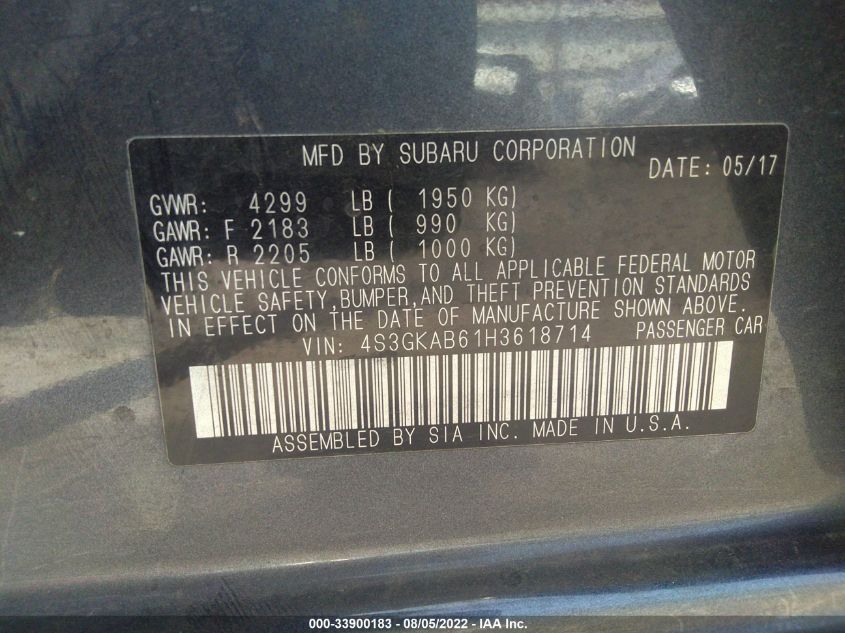 MFD BY SUBARU CORPORATION DATE: 05/17
GVWR: 4299 LB ( 1950 KG)
GAWR: F 2183 LB ( 990 KG)
GAWR: R 2205 LB ( 1000 KG)
THIS VEHICLE CONFORMS TO ALL APPLICABLE FEDERAL MOTOR
VEHICLE SAFETY, BUMPER, AND THEFT PREVENTION STANDARDS
IN EFFECT ON THE DATE OF MANUFACTURE SHOWN ABOVE.
VIN: 4S3GKAB61H3618714 PASSENGER CAR
ASSEMBLED BY SIA INC. MADE IN U.S.A.
000-33900183 - 08/05/2022 - IAA Inc.